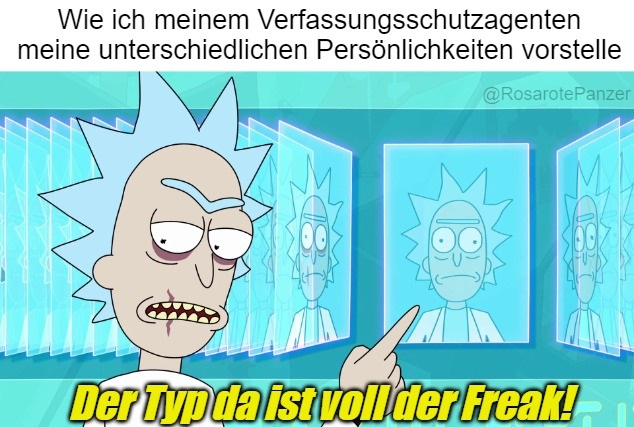 Wie ich meinem Verfassungsschutzagenten
meine unterschiedlichen Persönlichkeiten vorstelle
@RosarotePanzer
Der Typ da ist voll der Freak!